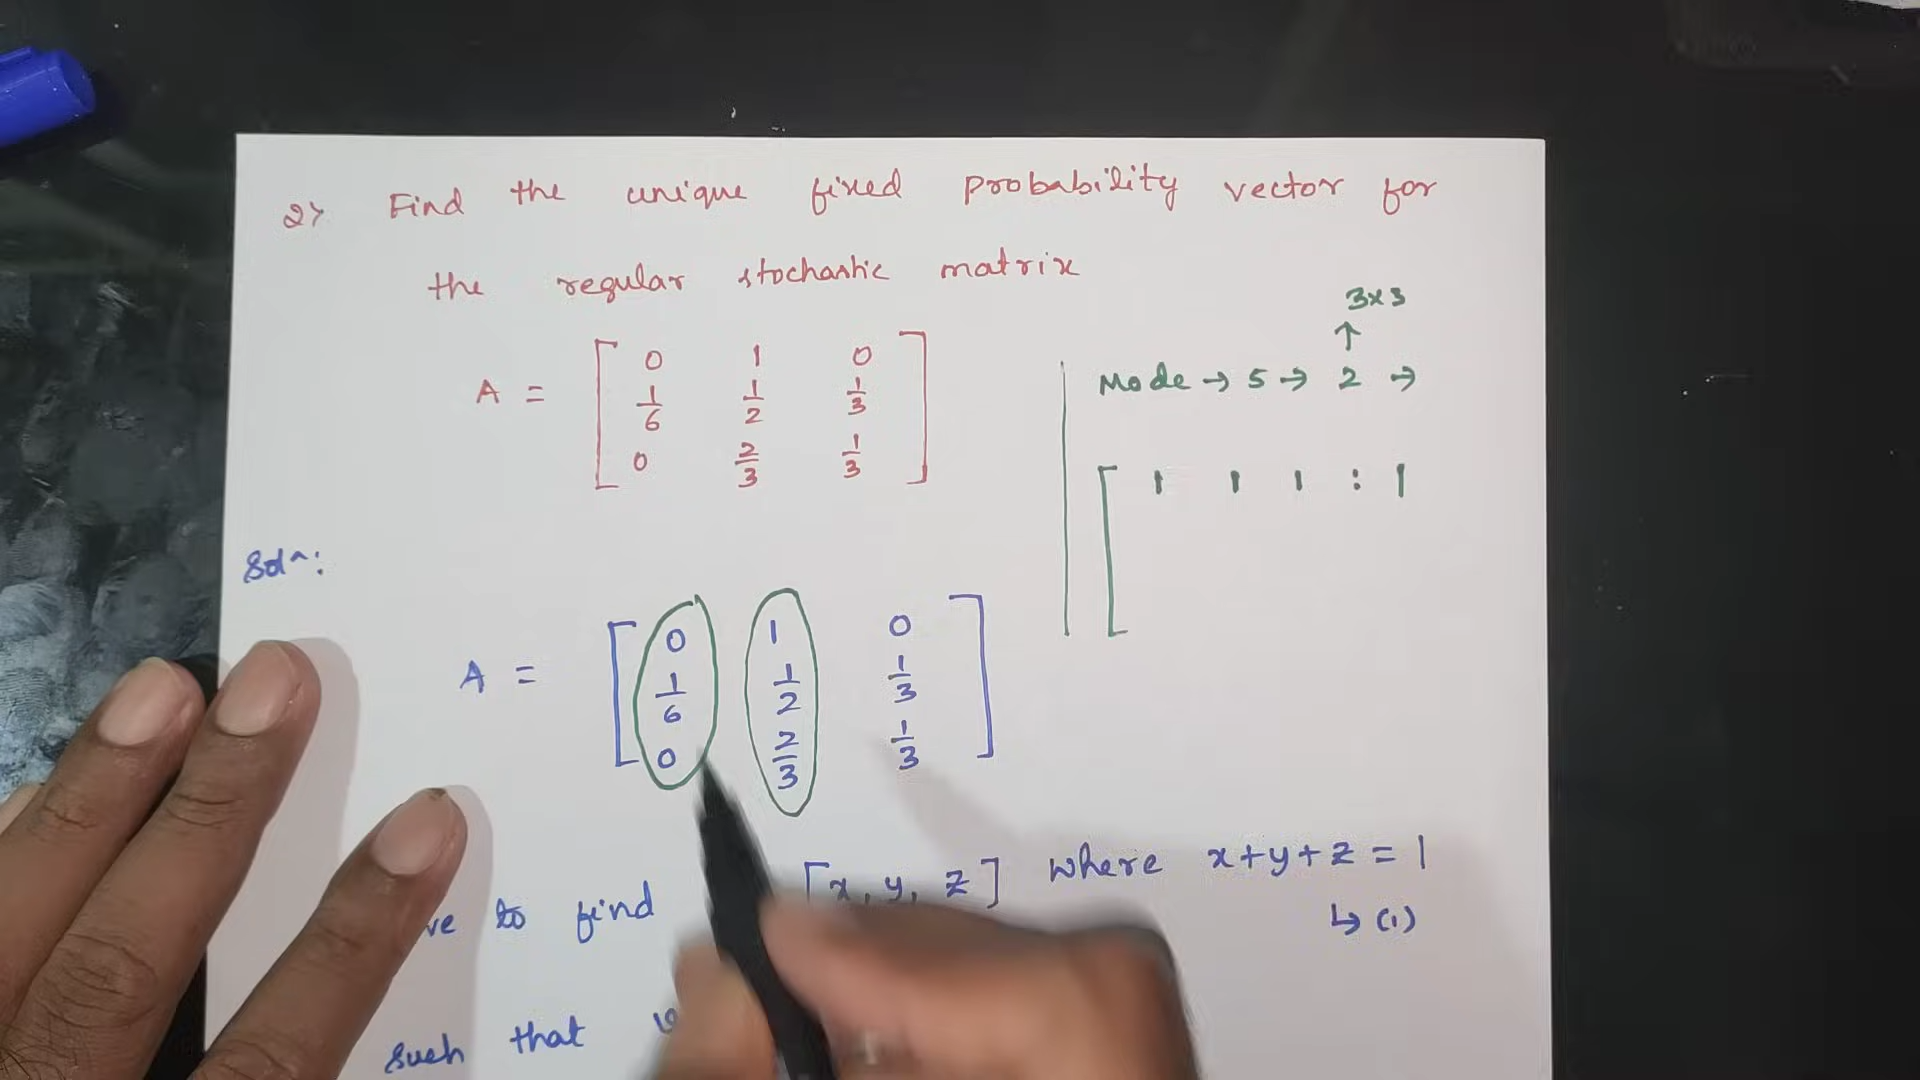 2> Find the unique fixed probability vector for
the regular stochastic matrix
A = [ 0 1 0
1/6 1/2 1/3
0 2/3 1/3 ]
3x3
↑
Mode → 5 → 2 →
[ 1 1 1 : 1
Sol^n:
A = [ 0 1 0
1/6 1/2 1/3
0 2/3 1/3 ]
ve to find [x, y, z] where x+y+z = 1
↳ (1)
such that